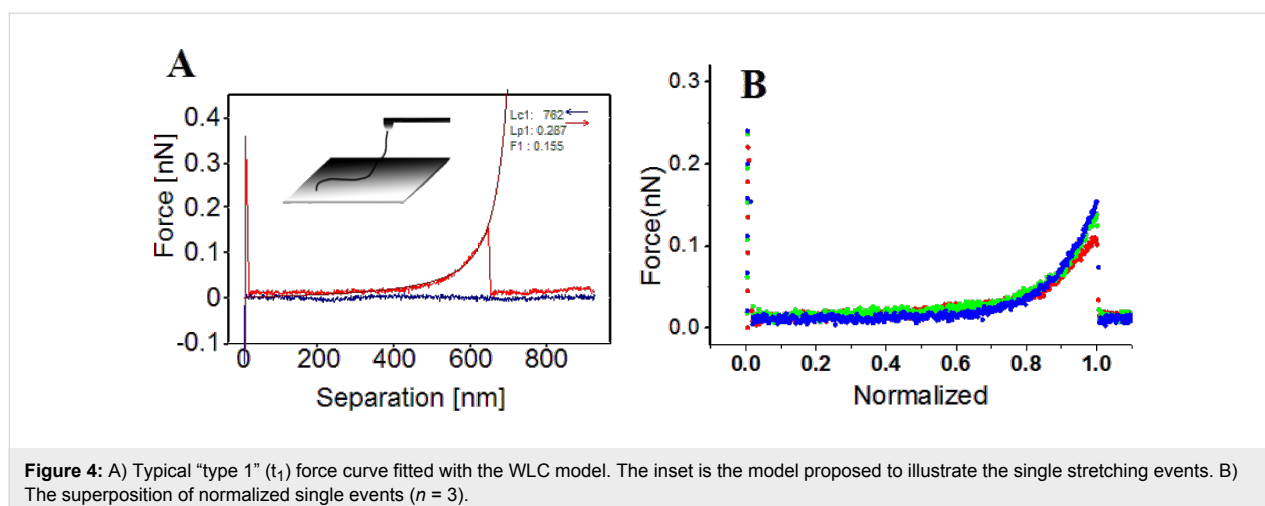 A
Force [nN]
0.4
0.3
0.2
0.1
0
-0.1
Lc1: 762
Lp1: 0.287
F1 : 0.155
0 200 400 600 800
Separation [nm]
B
Force(nN)
0.3
0.2
0.1
0.0
0.0 0.2 0.4 0.6 0.8 1.0
Normalized
Figure 4: A) Typical “type 1” (t₁) force curve fitted with the WLC model. The inset is the model proposed to illustrate the single stretching events. B)
The superposition of normalized single events (n = 3).